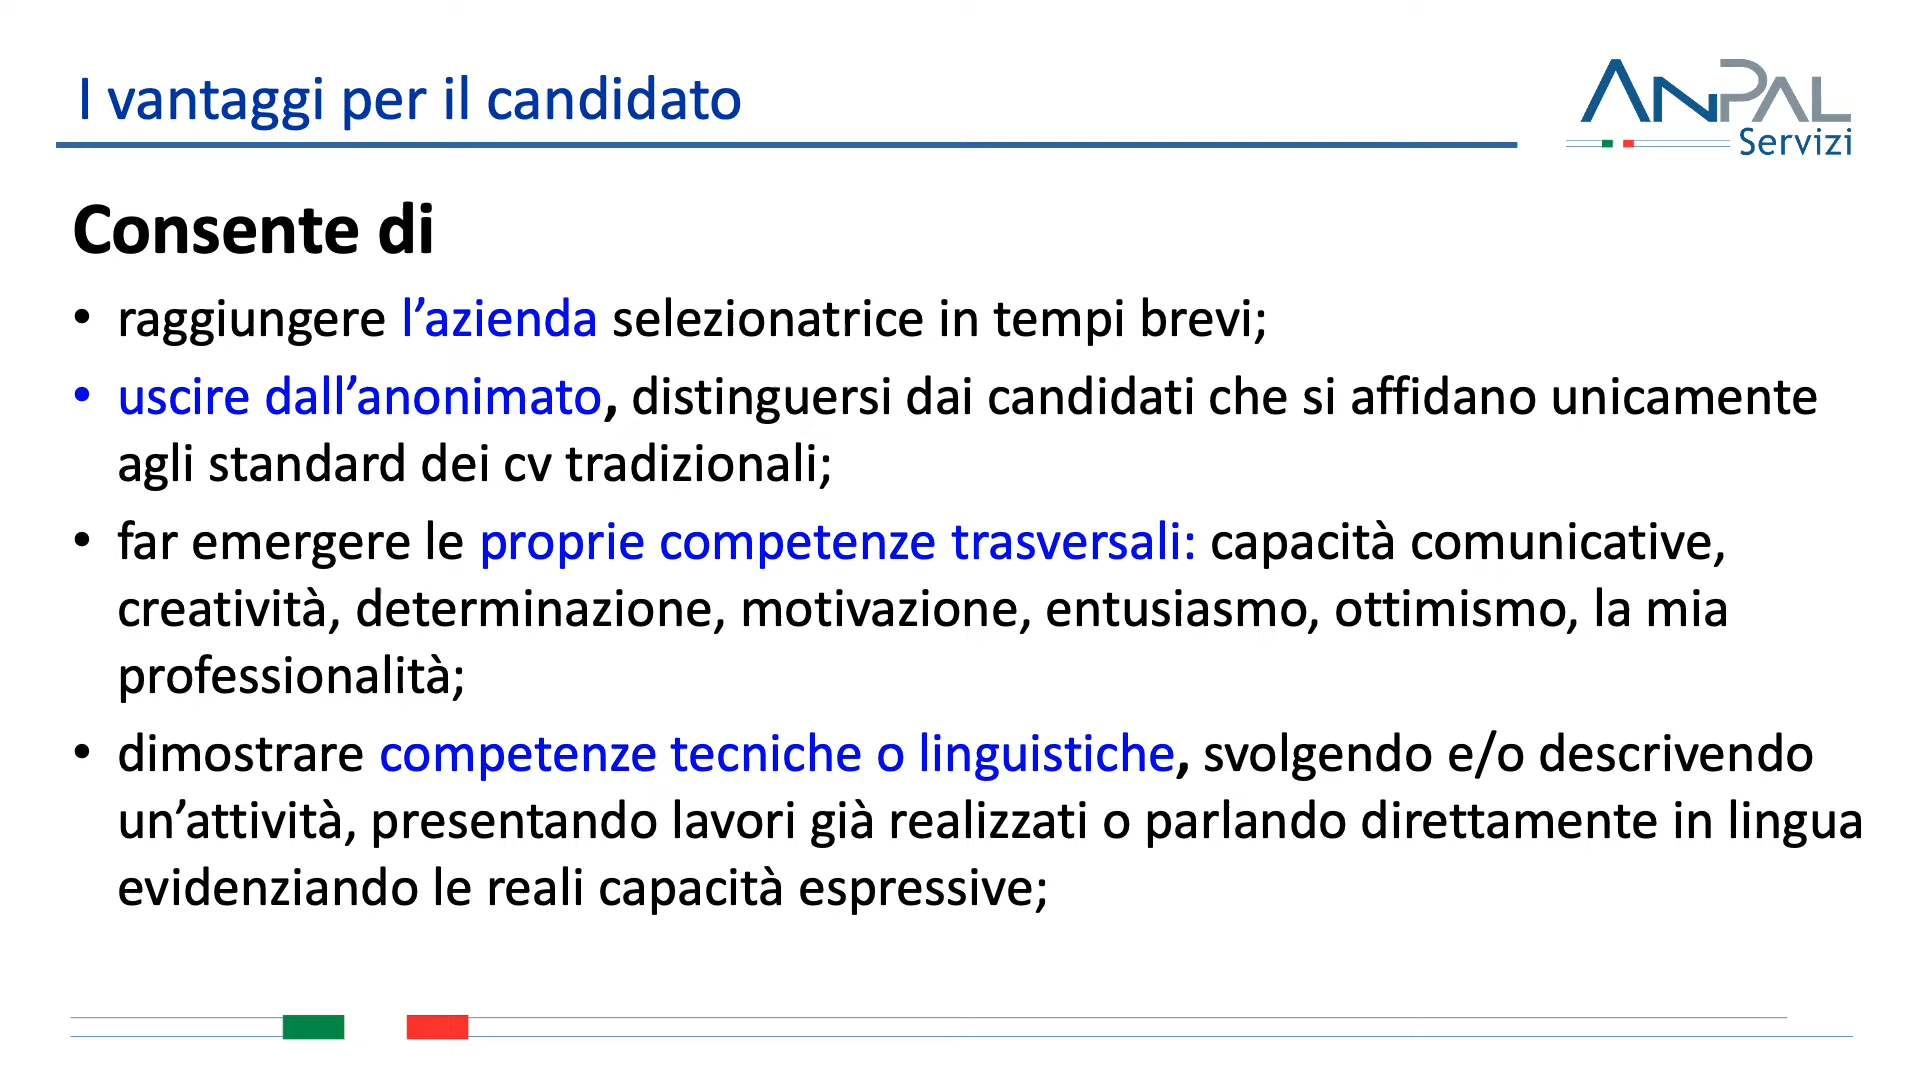 I vantaggi per il candidato
ANPAL
Servizi
Consente di
• raggiungere l’azienda selezionatrice in tempi brevi;
• uscire dall’anonimato, distinguersi dai candidati che si affidano unicamente
agli standard dei cv tradizionali;
• far emergere le proprie competenze trasversali: capacità comunicative,
creatività, determinazione, motivazione, entusiasmo, ottimismo, la mia
professionalità;
• dimostrare competenze tecniche o linguistiche, svolgendo e/o descrivendo
un’attività, presentando lavori già realizzati o parlando direttamente in lingua
evidenziando le reali capacità espressive;